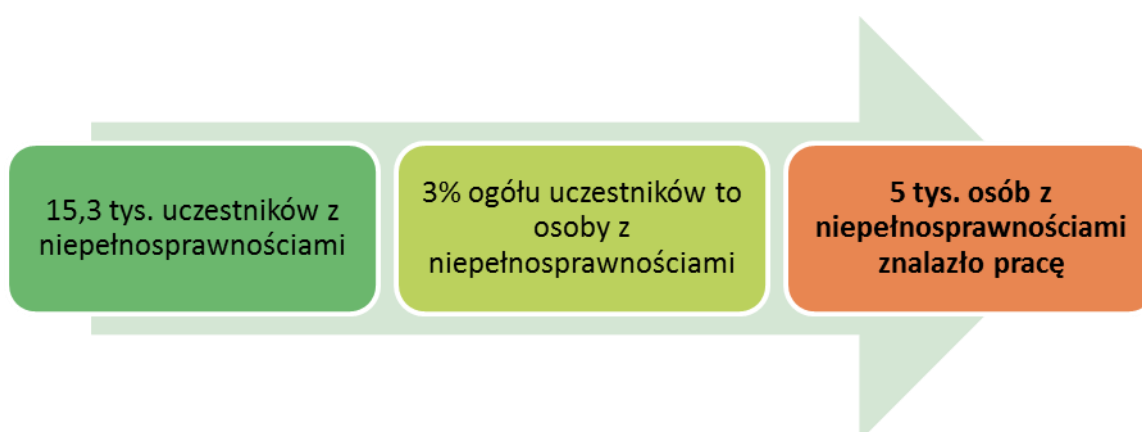 15,3 tys. uczestników z
niepełnosprawnościami
3% ogółu uczestników to
osoby z
niepełnosprawnościami
5 tys. osób z
niepełnosprawnościami
znalazło pracę